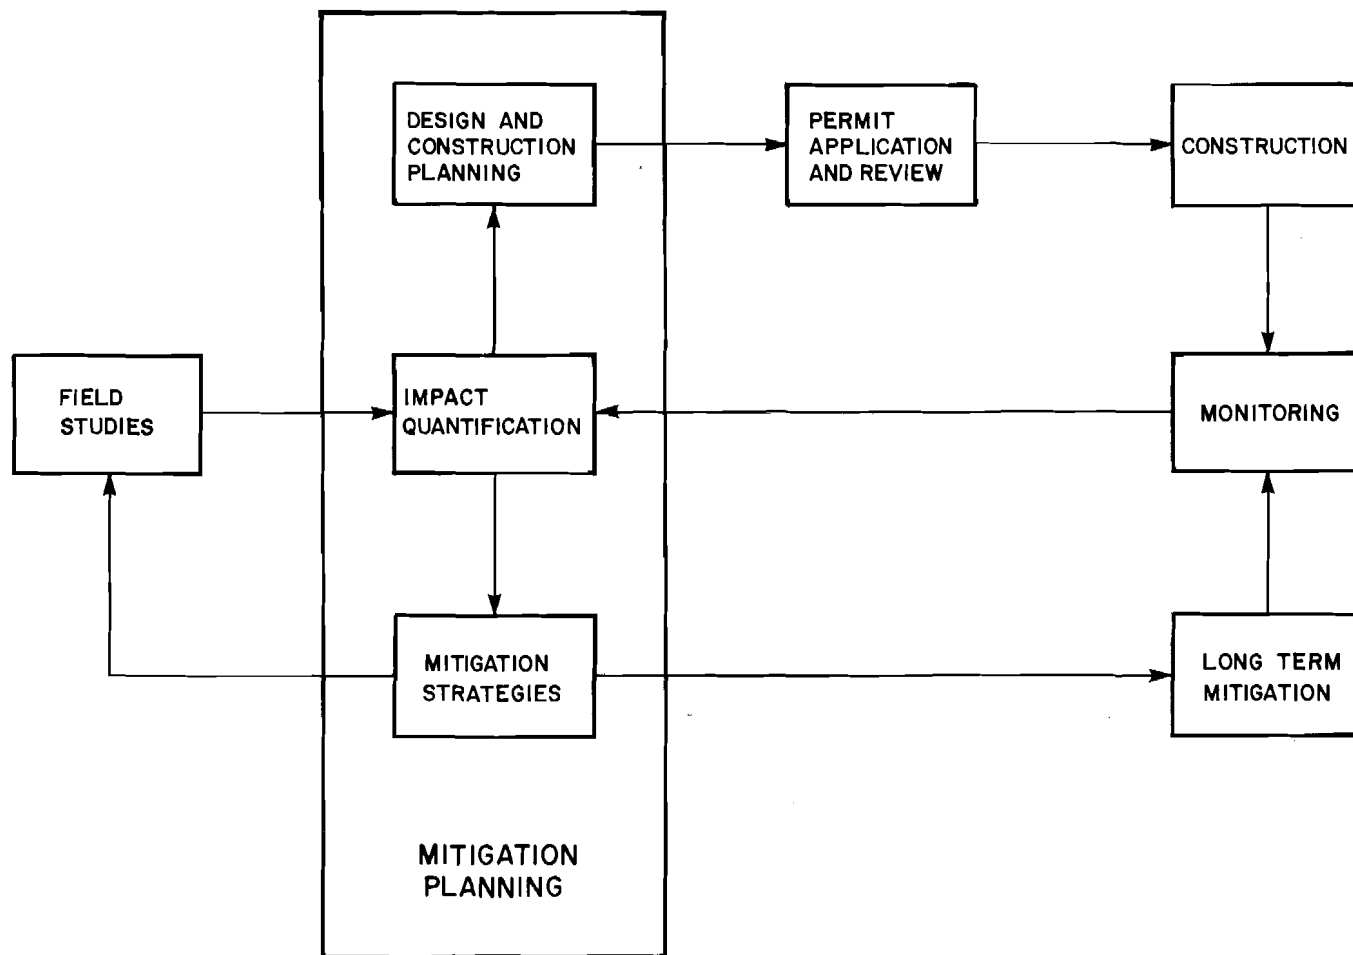 DESIGN AND
CONSTRUCTION
PLANNING
PERMIT
APPLICATION
AND REVIEW
CONSTRUCTION
FIELD
STUDIES
IMPACT
QUANTIFICATION
MONITORING
MITIGATION
STRATEGIES
LONG TERM
MITIGATION
MITIGATION
PLANNING